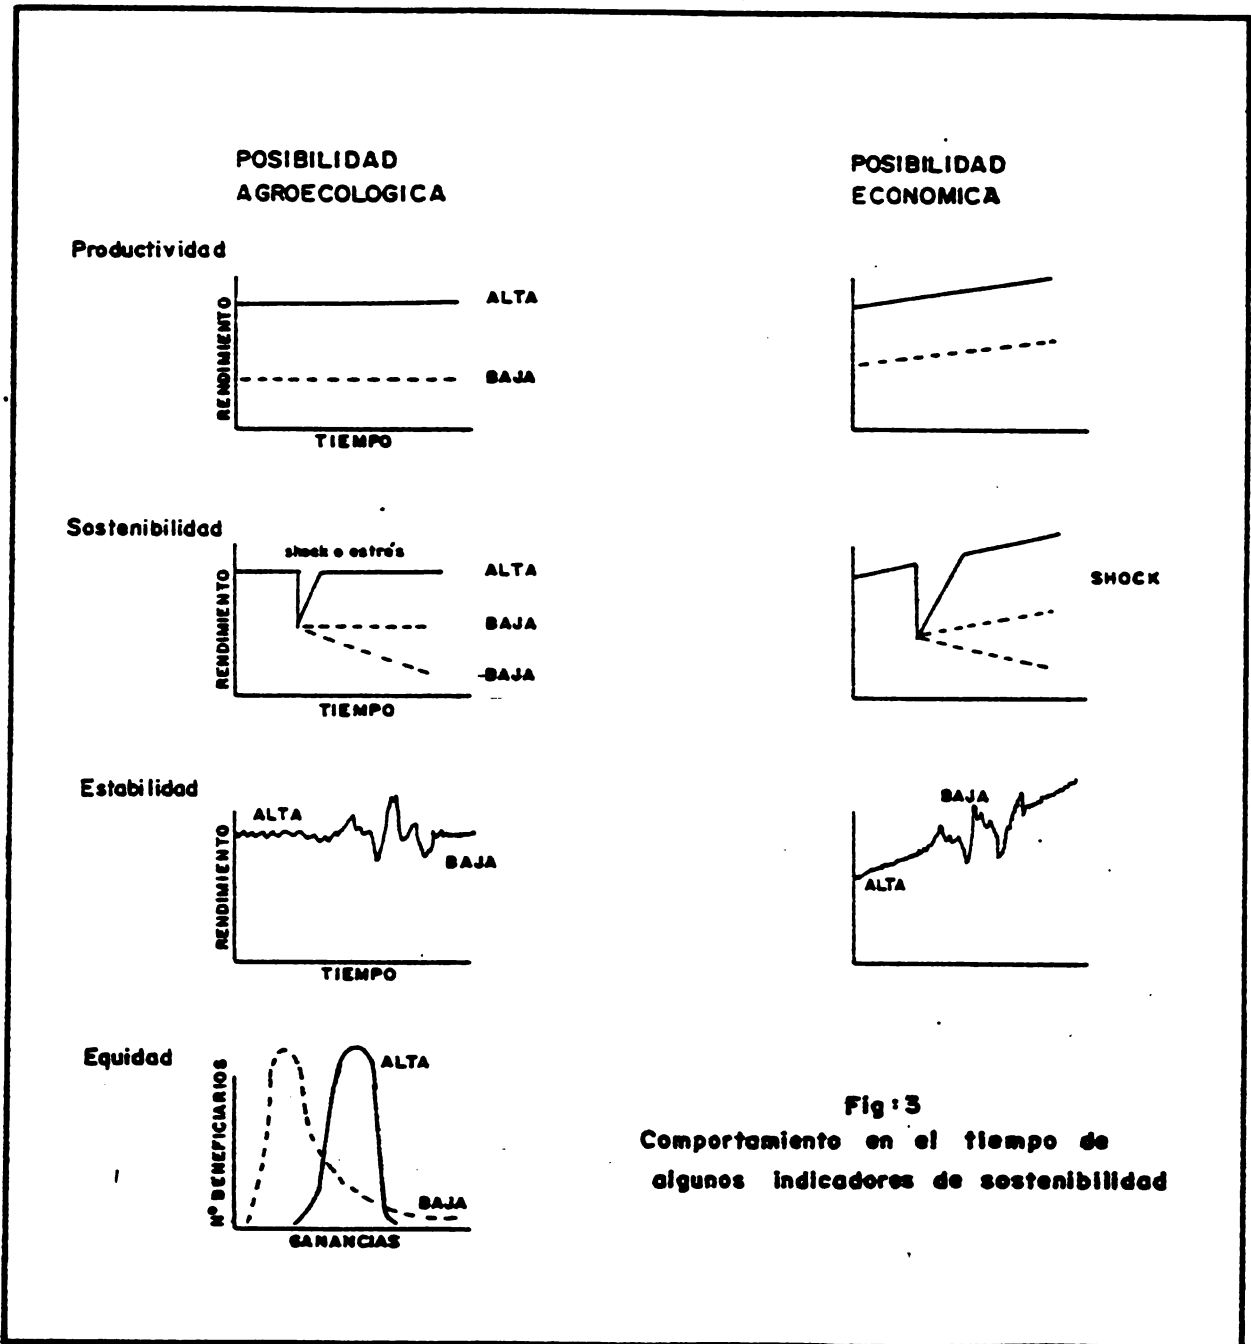 POSIBILIDAD
AGROECOLOGICA
POSIBILIDAD
ECONOMICA
Productividad
RENDIMIENTO
ALTA
BAJA
TIEMPO
Sostenibilidad
RENDIMIENTO
shock o estrés
ALTA
BAJA
BAJA
TIEMPO
SHOCK
Estabilidad
RENDIMIENTO
ALTA
BAJA
TIEMPO
BAJA
ALTA
Equidad
Nº BENEFICIARIOS
ALTA
BAJA
GANANCIAS
Fig:3
Comportamiento en el tiempo de
algunos indicadores de sostenibilidad